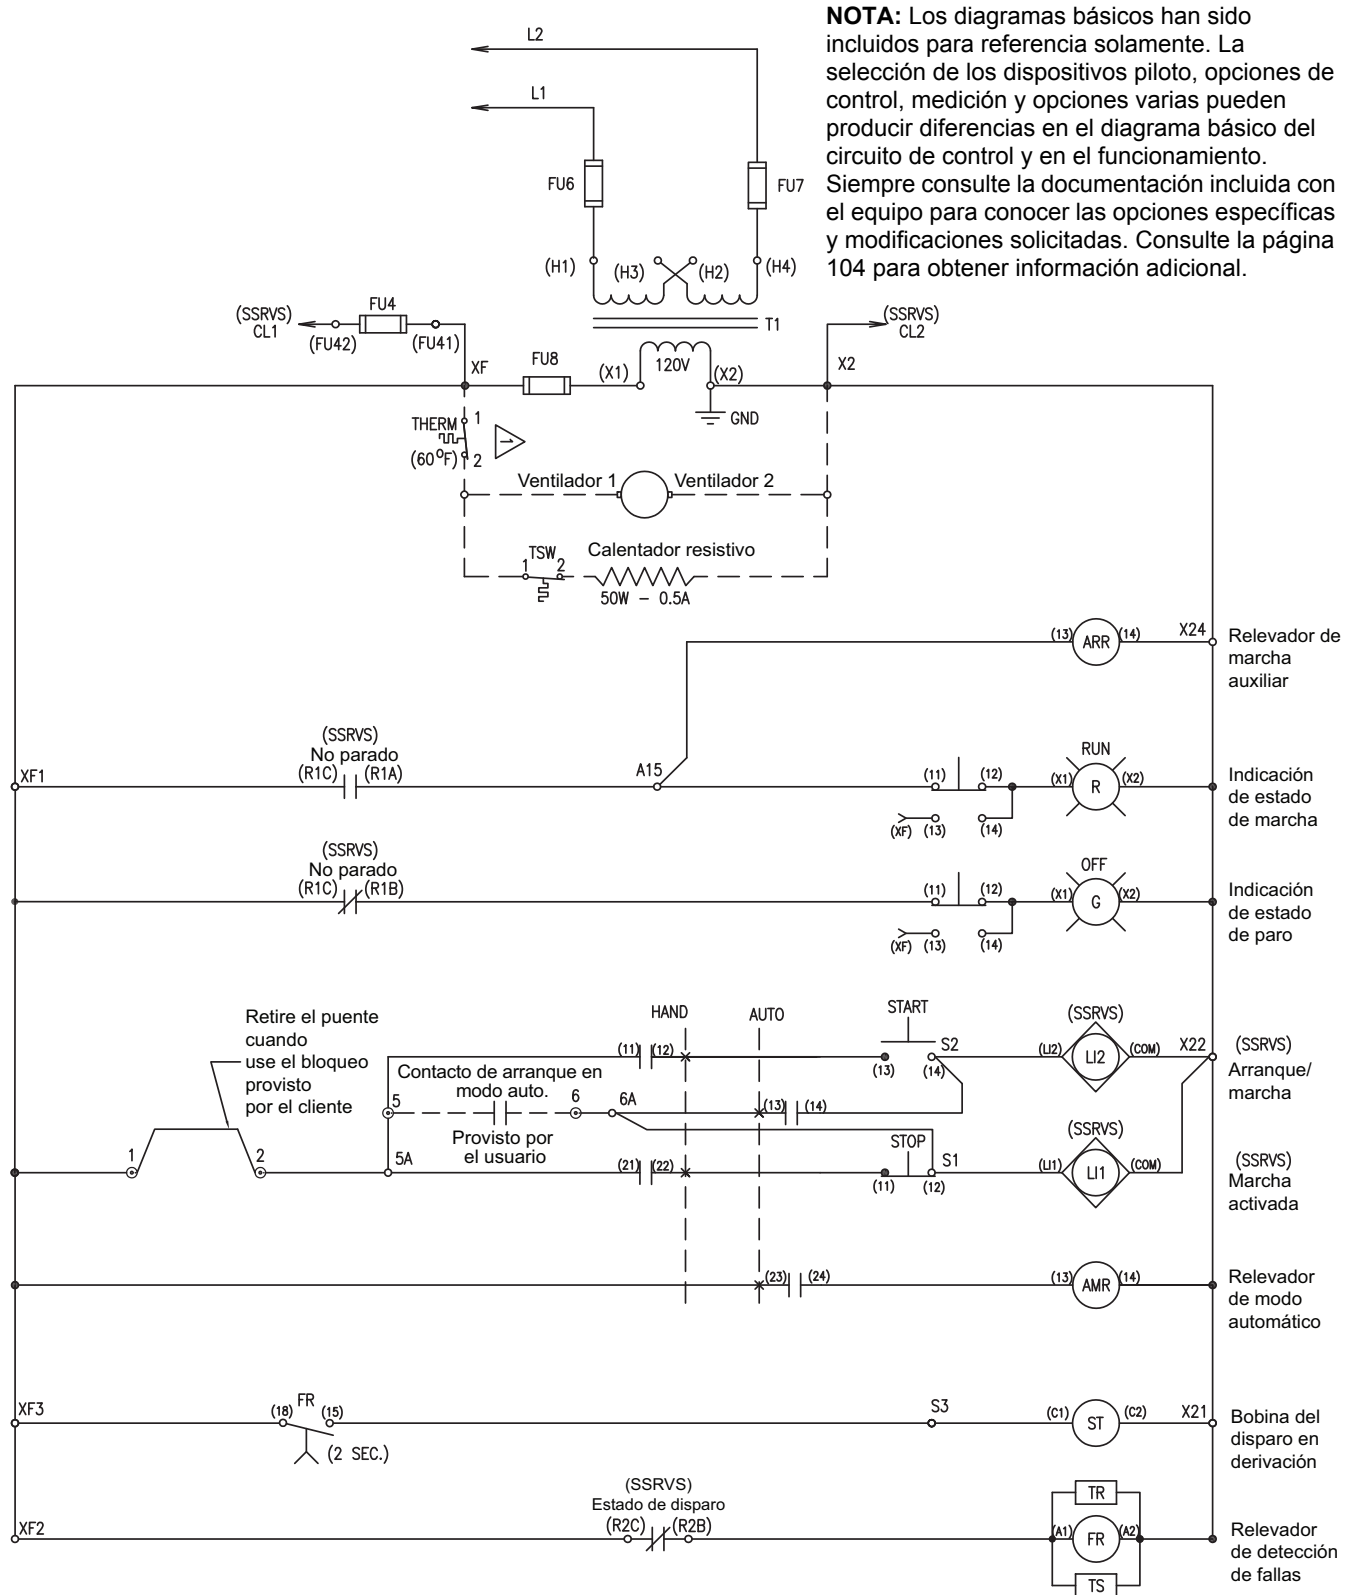 NOTA: Los diagramas básicos han sido
incluidos para referencia solamente. La
selección de los dispositivos piloto, opciones de
control, medición y opciones varias pueden
producir diferencias en el diagrama básico del
circuito de control y en el funcionamiento.
Siempre consulte la documentación incluida con
el equipo para conocer las opciones específicas
y modificaciones solicitadas. Consulte la página
104 para obtener información adicional.
L2
L1
FU6
FU7
(H1)
(H3)
(H2)
(H4)
T1
(SSRVS)
CL1
FU4
(FU42)
(FU41)
(SSRVS)
CL2
XF
FU8
(X1)
120V
(X2)
X2
GND
THERM
1
(60°F)
2
1
Ventilador 1
Ventilador 2
TSW
1
2
Calentador resistivo
50W – 0.5A
(13)
ARR
(14)
X24
Relevador de
marcha
auxiliar
(SSRVS)
No parado
XF1
(R1C)
(R1A)
A15
(11)
(12)
(XF)
(13)
(14)
RUN
(X1)
R
(X2)
Indicación
de estado
de marcha
(SSRVS)
No parado
(R1C)
(R1B)
(11)
(12)
(XF)
(13)
(14)
OFF
(X1)
G
(X2)
Indicación
de estado
de paro
Retire el puente
cuando
use el bloqueo
provisto
por el cliente
HAND
AUTO
START
(SSRVS)
(11)
(12)
(13)
(14)
S2
(LI2)
LI2
(COM)
X22
(SSRVS)
Arranque/
marcha
Contacto de arranque en
modo auto.
5
6
6A
(13)
(14)
Provisto por
el usuario
STOP
(SSRVS)
1
2
5A
(21)
(22)
(11)
(12)
S1
(LI1)
LI1
(COM)
(SSRVS)
Marcha
activada
(23)
(24)
(13)
AMR
(14)
Relevador
de modo
automático
XF3
FR
(18)
(15)
(2 SEC.)
S3
(C1)
ST
(C2)
X21
Bobina del
disparo en
derivación
(SSRVS)
Estado de disparo
XF2
(R2C)
(R2B)
TR
(A1)
FR
(A2)
TS
Relevador
de detección
de fallas